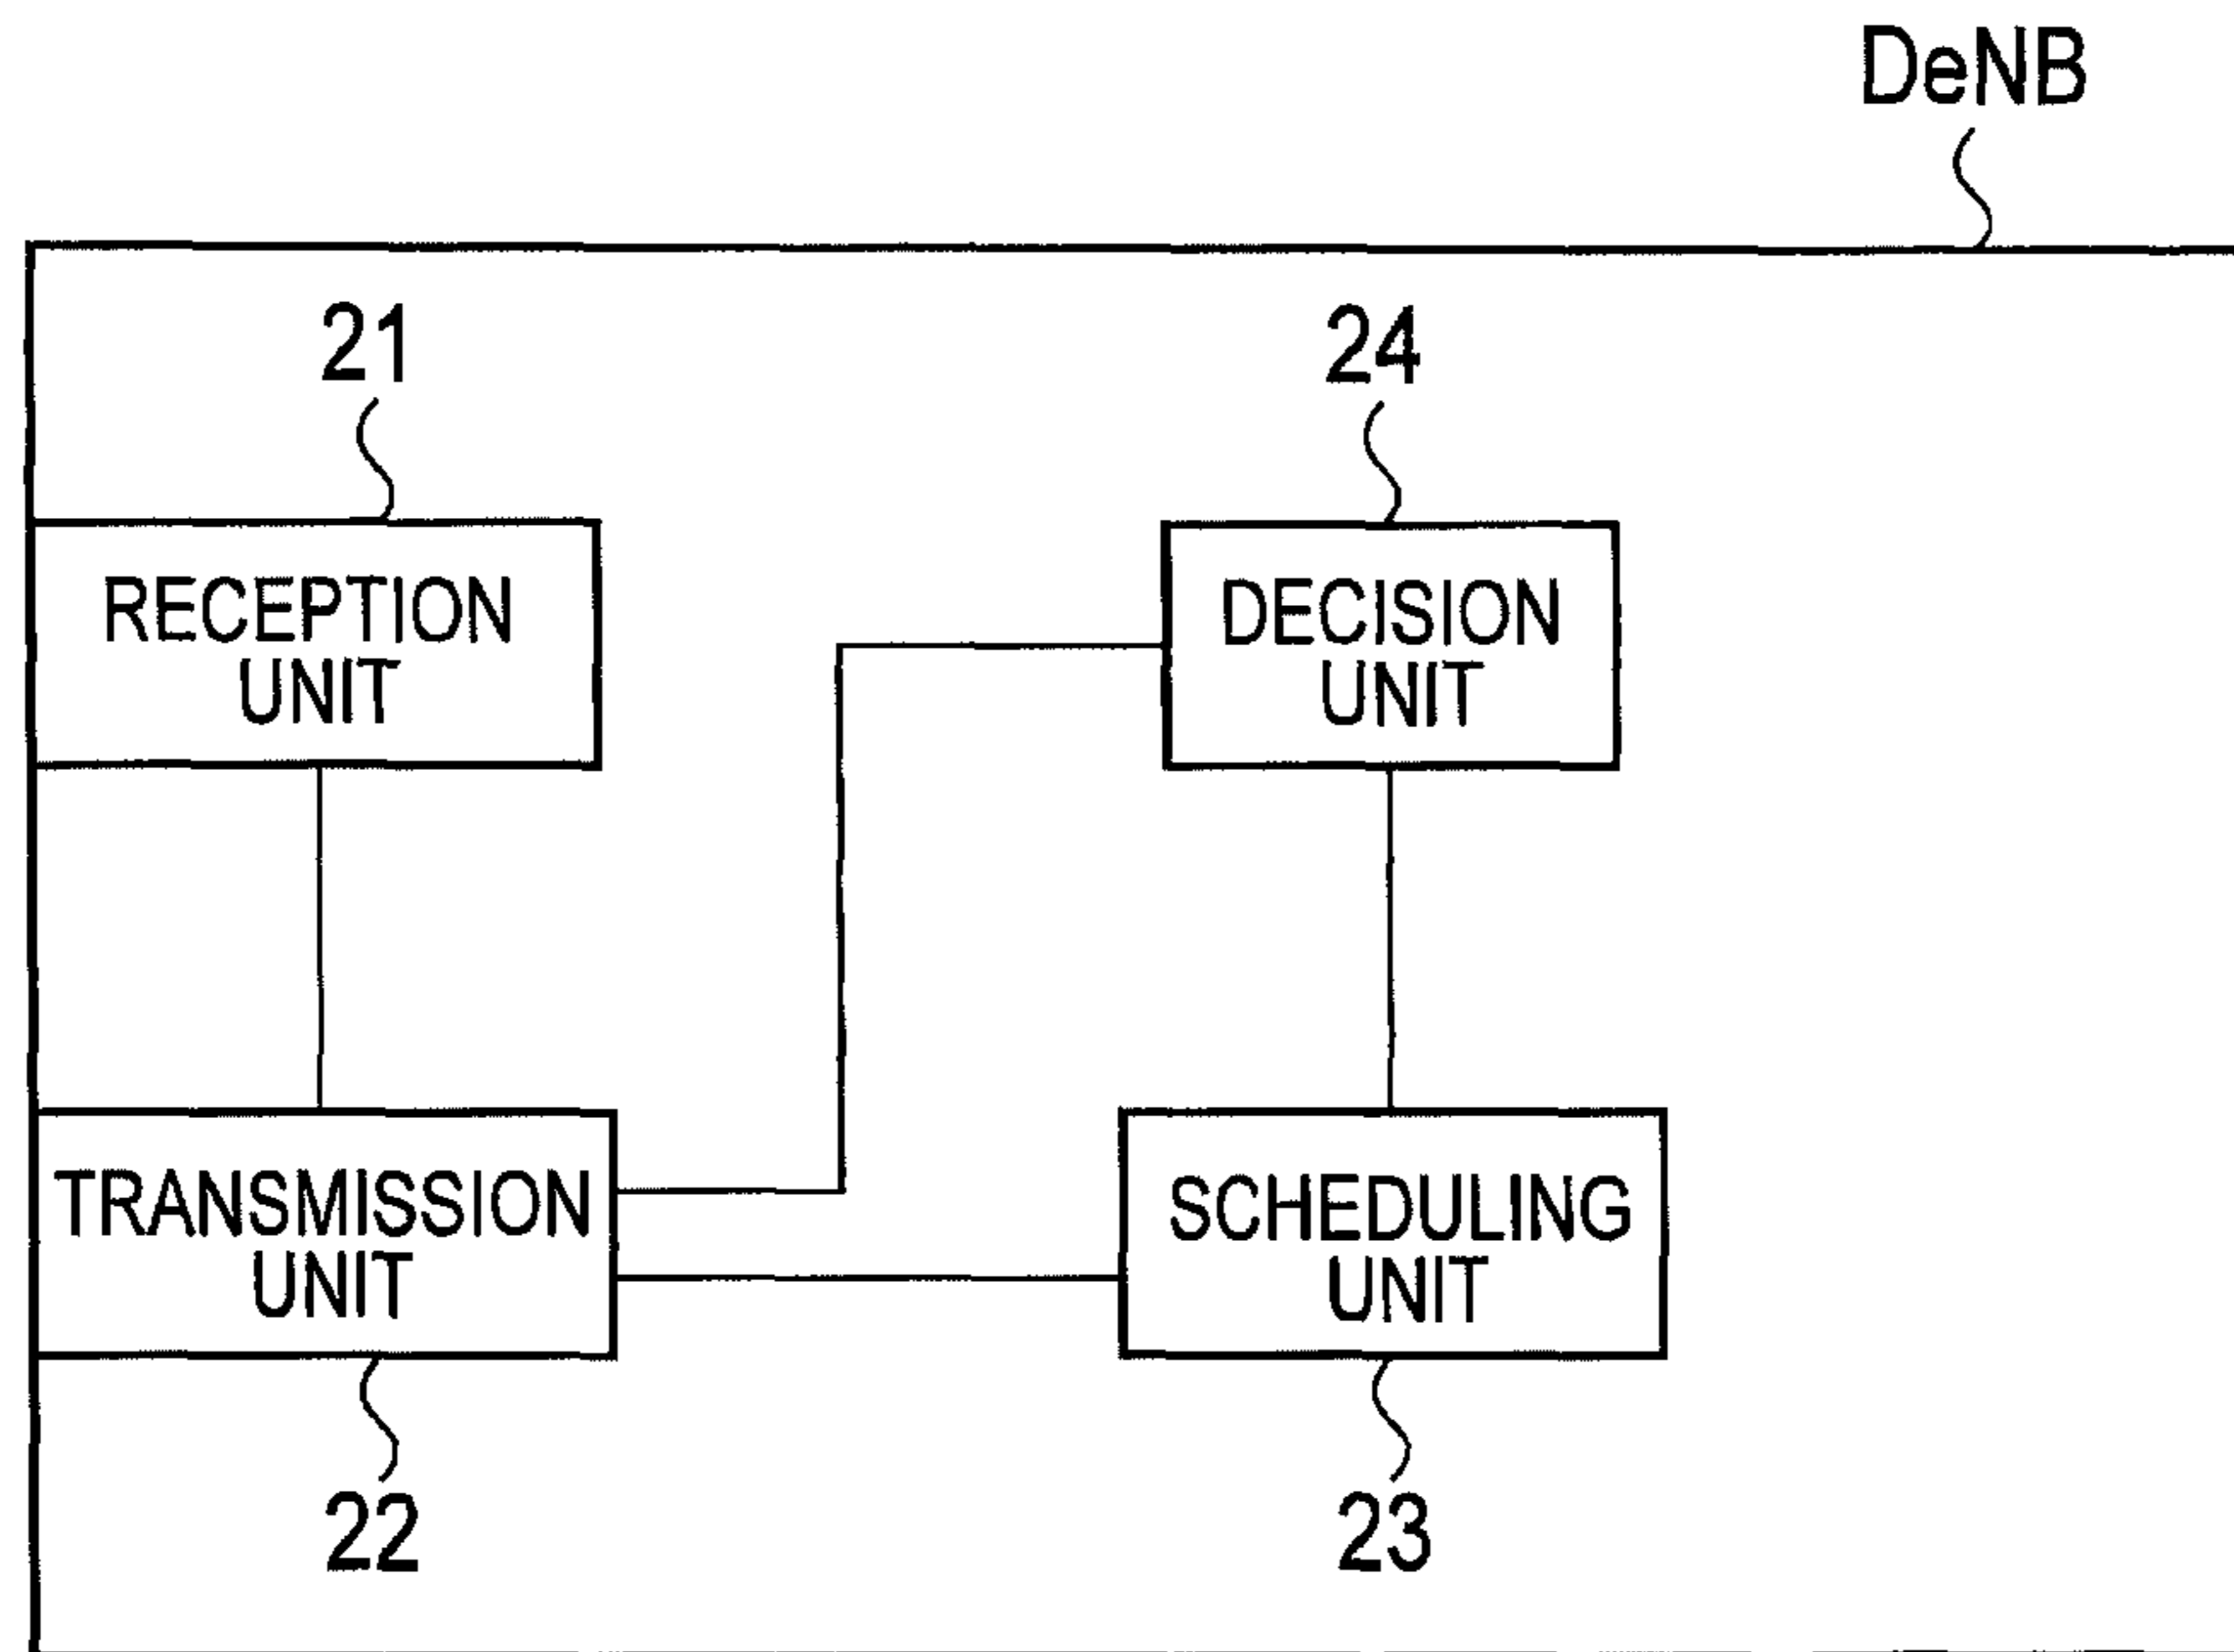 DeNB
21
24
RECEPTION
UNIT
DECISION
UNIT
TRANSMISSION
UNIT
SCHEDULING
UNIT
22
23